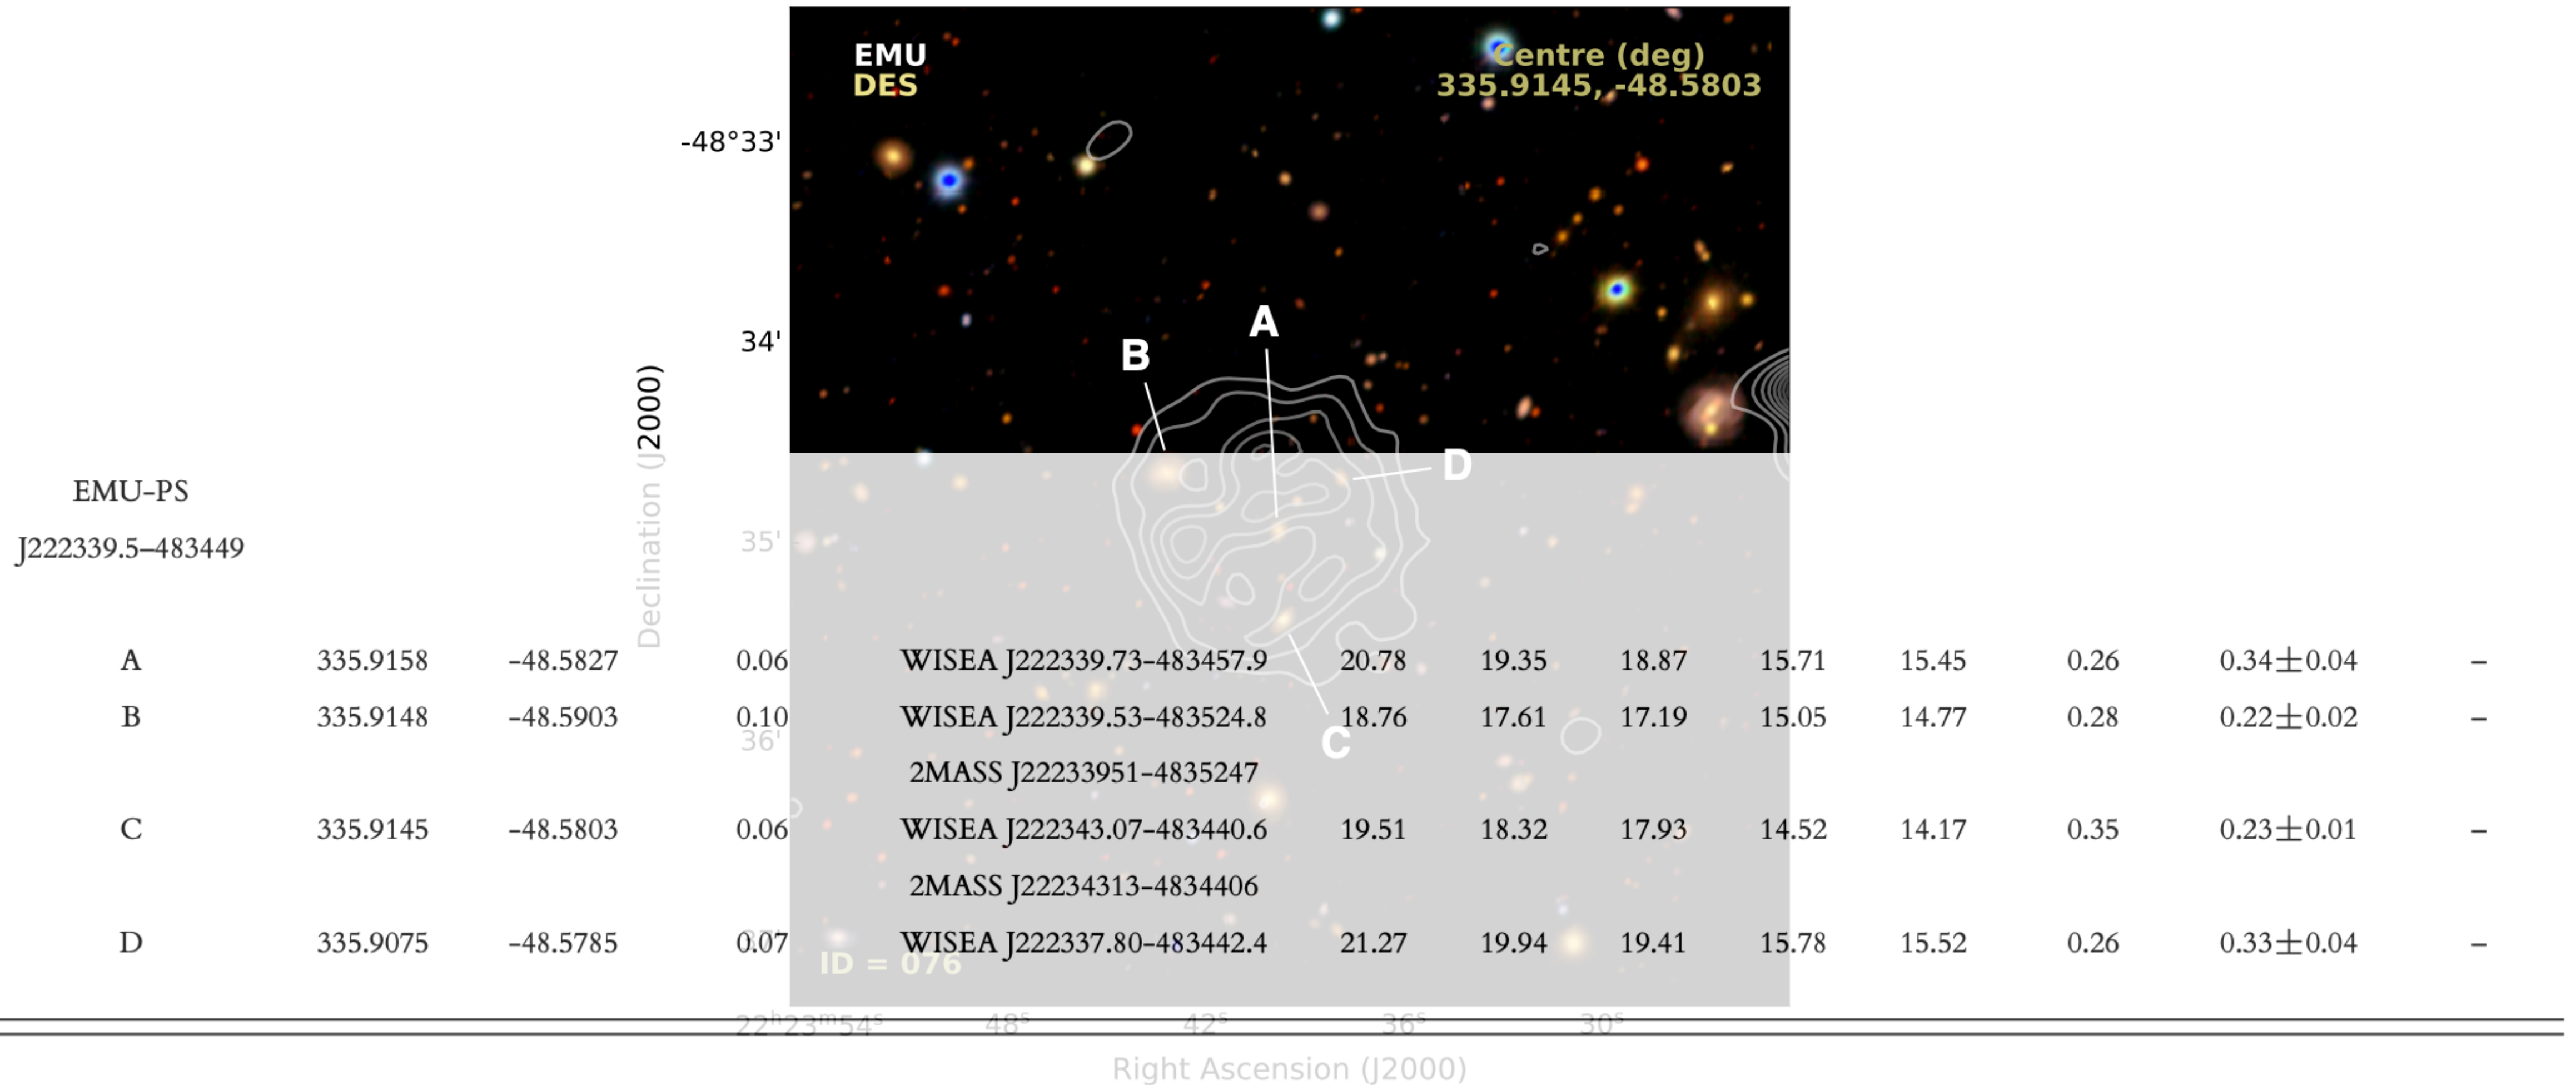 EMU
DES
Centre (deg)
335.9145, -48.5803
-48°33'
34'
A
B
D
Declination (J2000)
EMU-PS
J222339.5–483449
35'
A 335.9158 -48.5827 0.06 WISEA J222339.73-483457.9 20.78 19.35 18.87 15.71 15.45 0.26 0.34±0.04 –
B 335.9148 -48.5903 0.10 WISEA J222339.53-483524.8 18.76 17.61 17.19 15.05 14.77 0.28 0.22±0.02 –
36'
C
2MASS J22233951-4835247
C 335.9145 -48.5803 0.06 WISEA J222343.07-483440.6 19.51 18.32 17.93 14.52 14.17 0.35 0.23±0.01 –
2MASS J22234313-4834406
D 335.9075 -48.5785 0.07 WISEA J222337.80-483442.4 21.27 19.94 19.41 15.78 15.52 0.26 0.33±0.04 –
ID = 076
22h23m54s 48s 42s 36s 30s
Right Ascension (J2000)